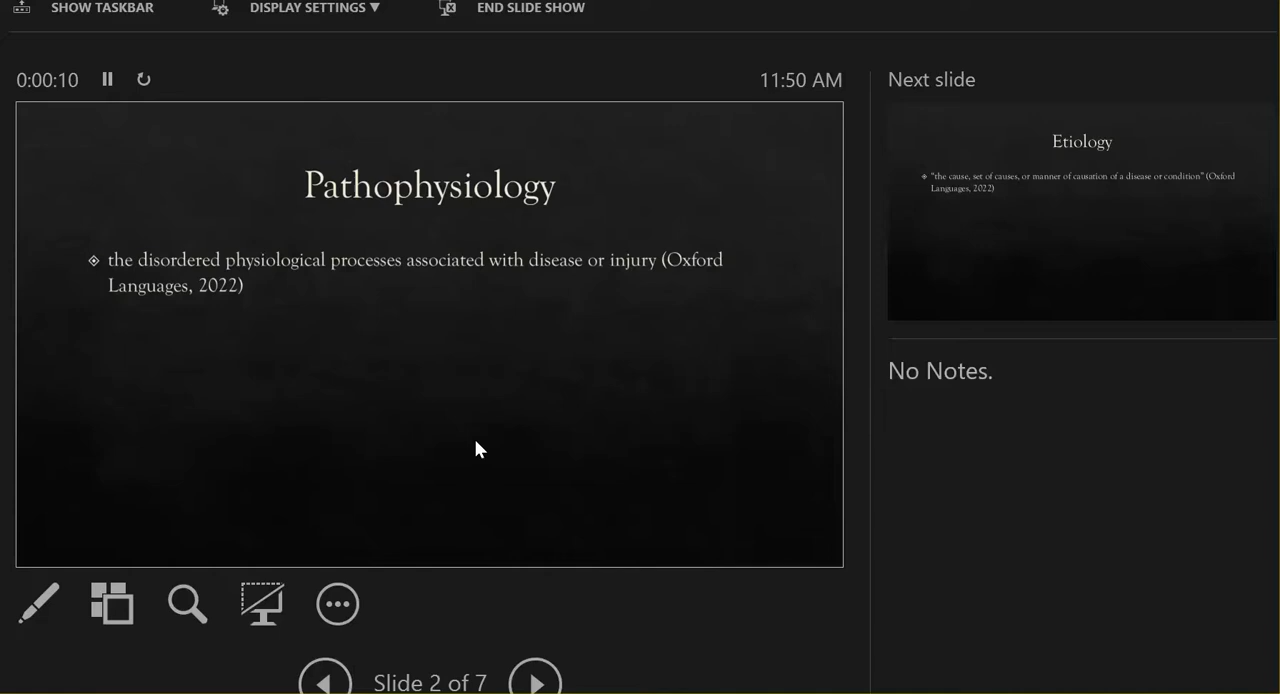 SHOW TASKBAR DISPLAY SETTINGS ▼ END SLIDE SHOW
0:00:10 11:50 AM
Pathophysiology
the disordered physiological processes associated with disease or injury (Oxford
Languages, 2022)
Slide 2 of 7
Next slide
Etiology
"the cause, set of causes, or manner of causation of a disease or condition" (Oxford
Languages, 2022)
No Notes.